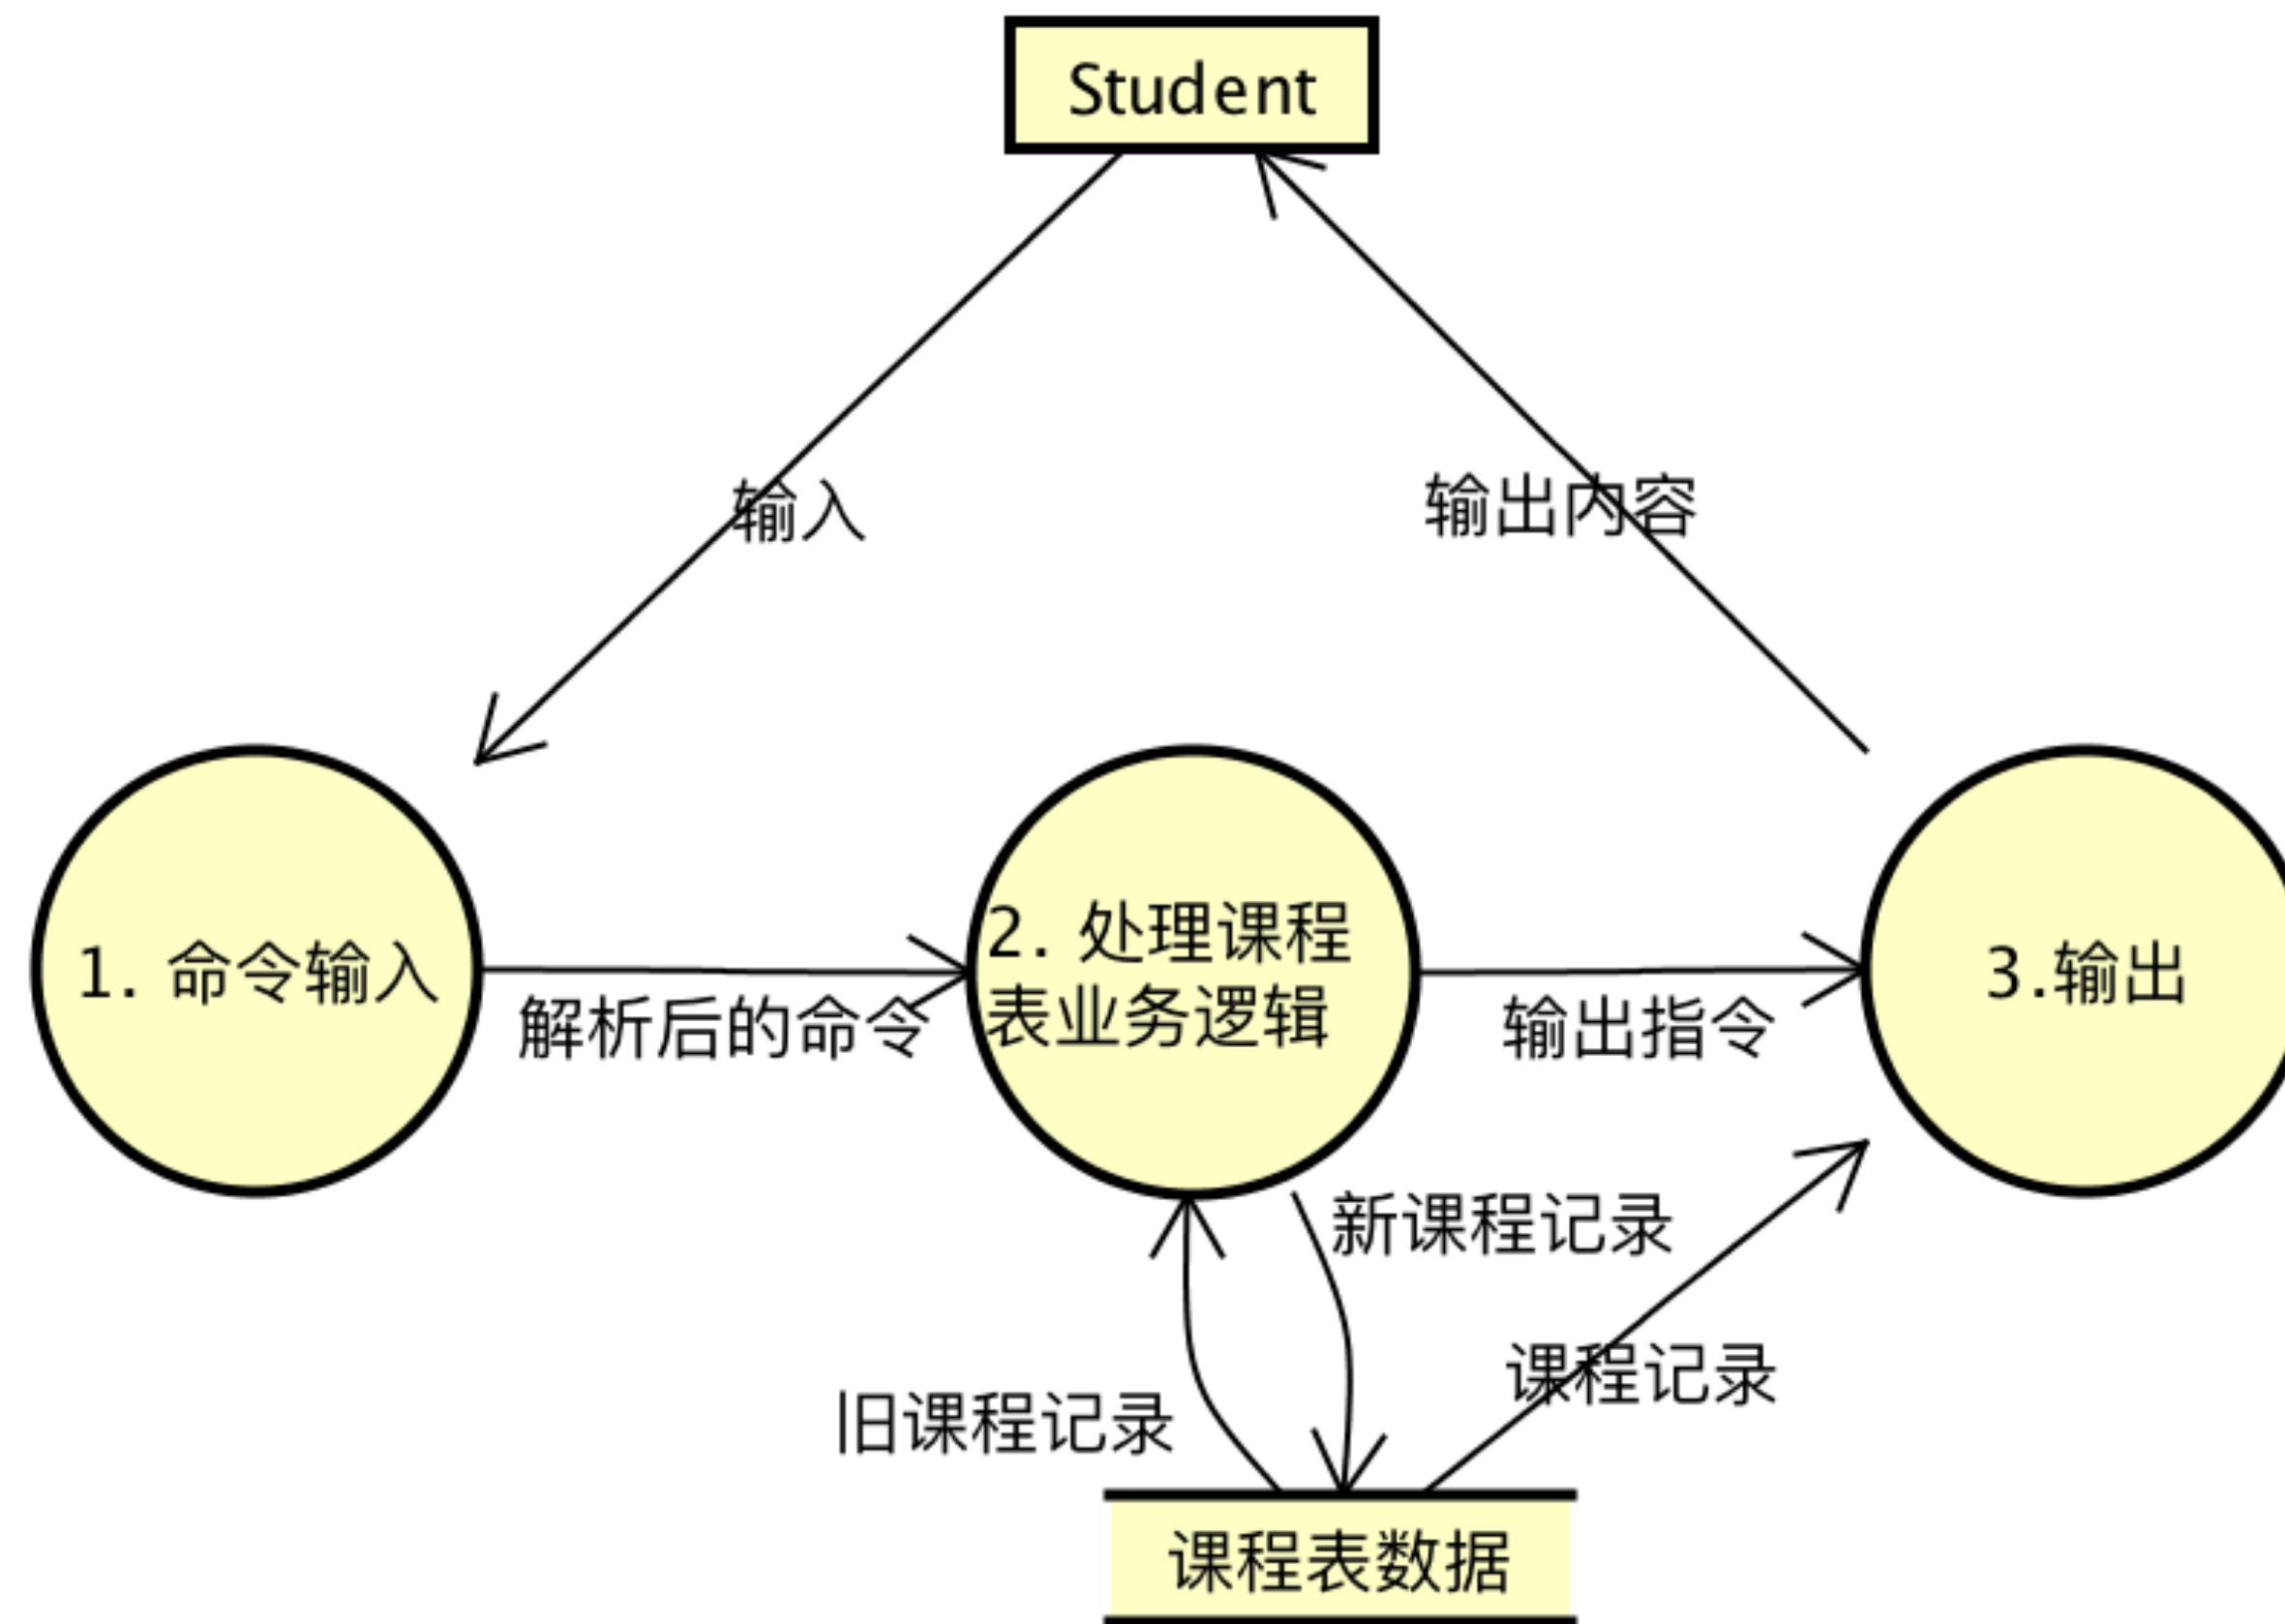 Student
输入
输出内容
1. 命令输入
解析后的命令
2. 处理课程
表业务逻辑
输出指令
3.输出
新课程记录
课程记录
旧课程记录
课程表数据